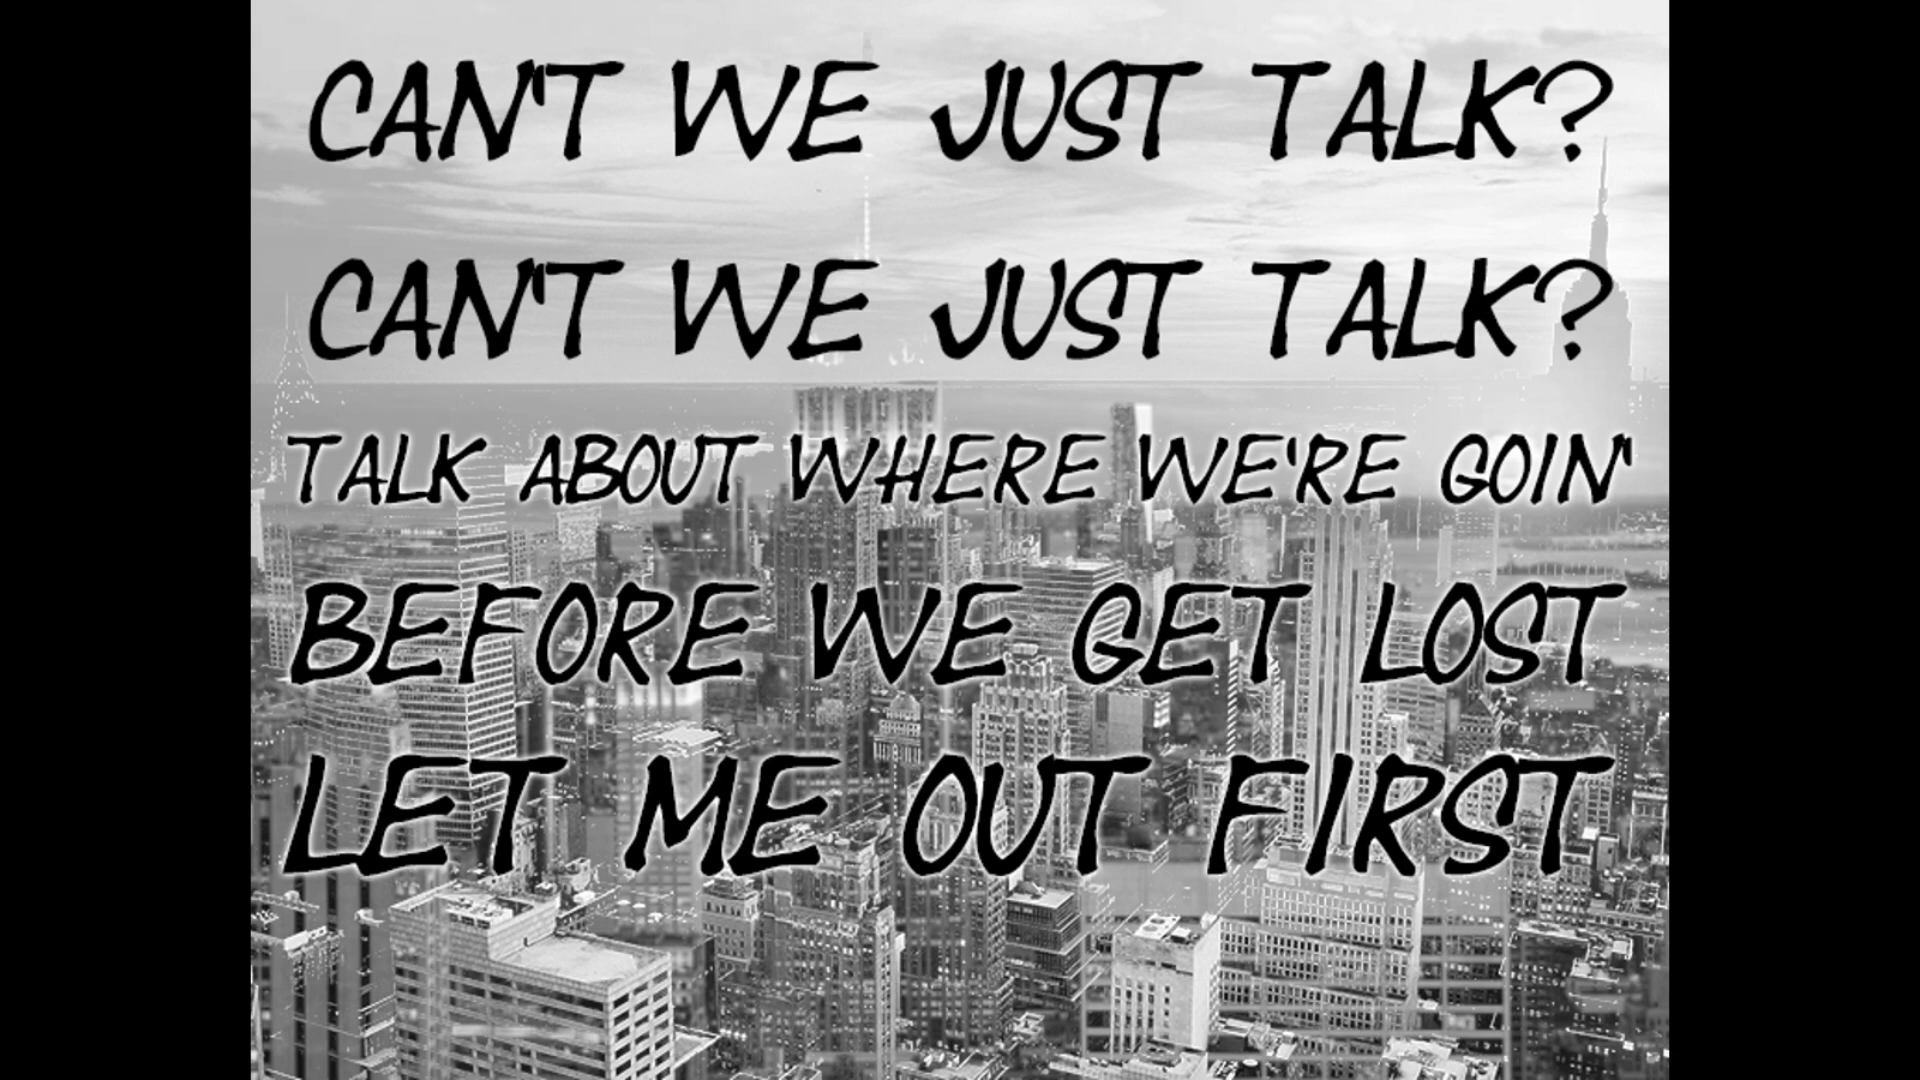 CAN'T WE JUST TALK?
CAN'T WE JUST TALK?
TALK ABOUT WHERE WE'RE GOIN'
BEFORE WE GET LOST
LET ME OUT FIRST